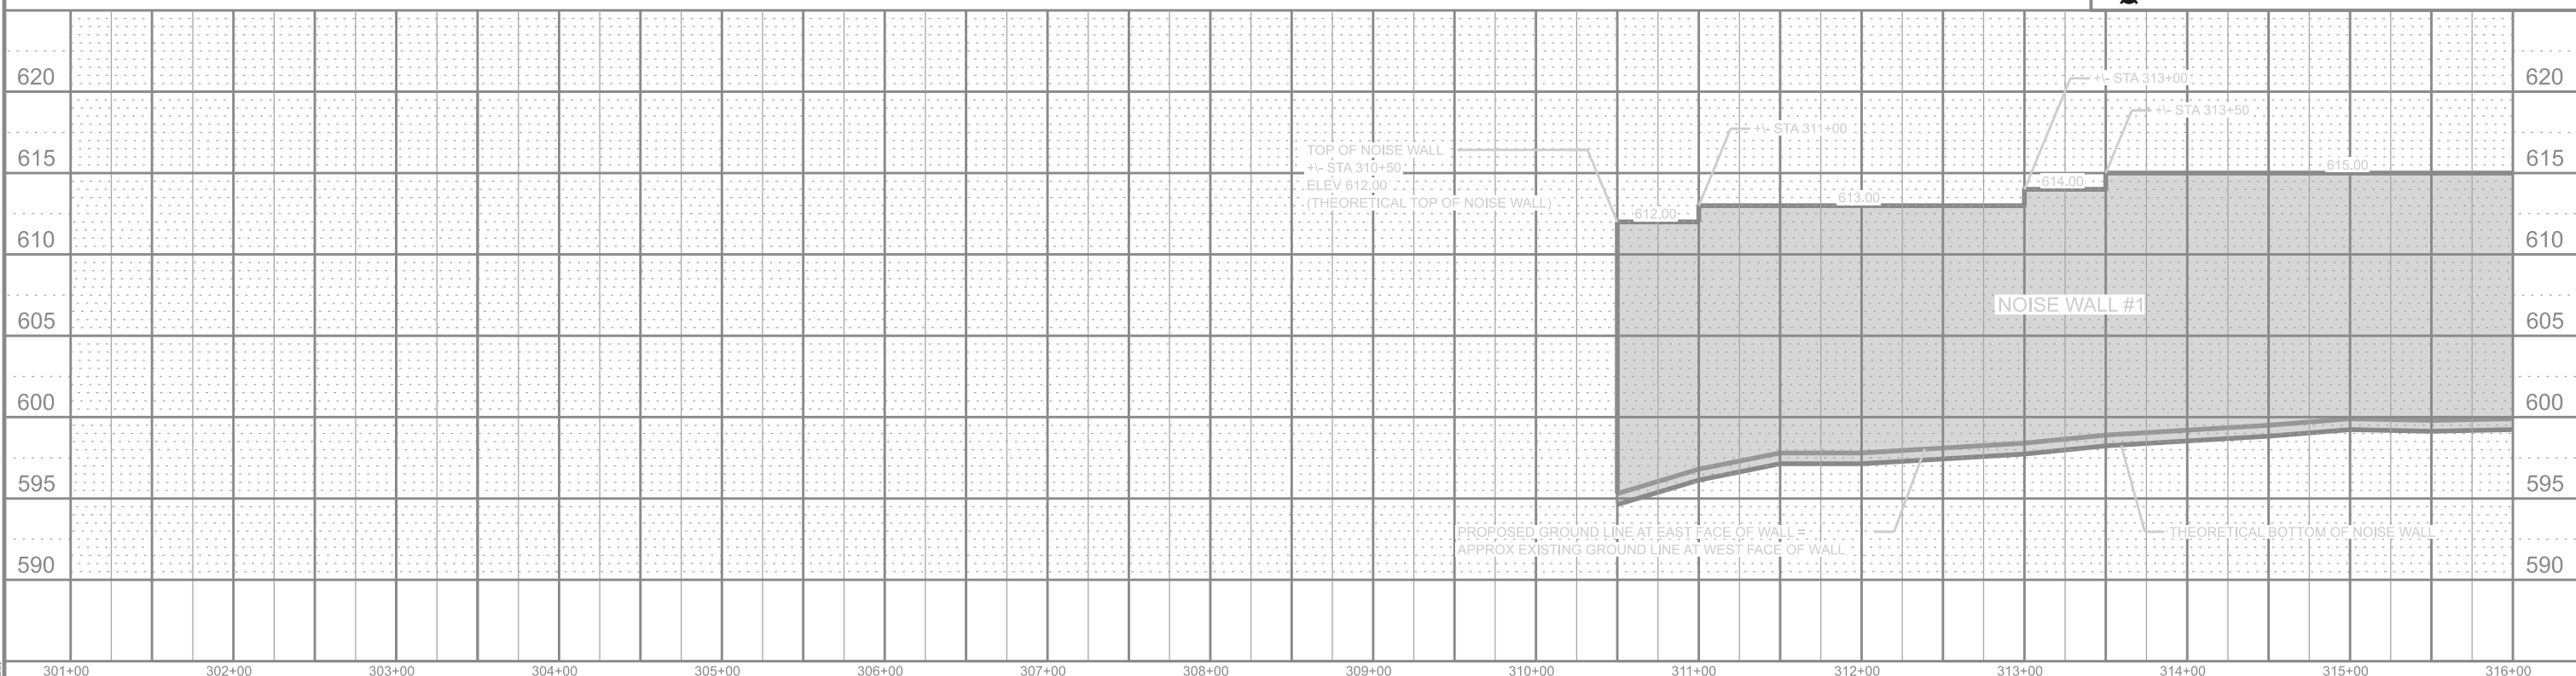 620
620
+\- STA 313+00
+\- STA 313+50
+\- STA 311+00
TOP OF NOISE WALL
+\- STA 310+50
ELEV 612.00
(THEORETICAL TOP OF NOISE WALL)
615
615
615.00
614.00
613.00
612.00
610
610
NOISE WALL #1
605
605
600
600
595
595
PROPOSED GROUND LINE AT EAST FACE OF WALL =
APPROX EXISTING GROUND LINE AT WEST FACE OF WALL
THEORETICAL BOTTOM OF NOISE WALL
590
590
301+00 302+00 303+00 304+00 305+00 306+00 307+00 308+00 309+00 310+00 311+00 312+00 313+00 314+00 315+00 316+00